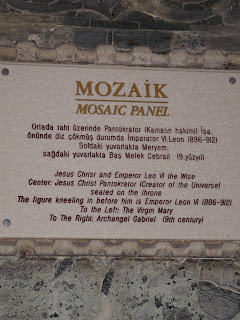 MOZAİK
MOSAIC PANEL
Ortada taht üzerinde Pantokratör (Kainatın hakimi) İsa,
önünde diz çökmüş durumda İmparator VI.Leon (886-912)
Soldaki yuvarlakta Meryem,
sağdaki yuvarlakta Baş Melek Cebrail (9.yüzyıl)
Jesus Christ and Emperor Leo VI the Wise
Center: Jesus Christ Pantokrator (Creator of the Universe)
seated on the throne
The figure kneeling in before him is Emperor Leon VI (886-912)
To the Left: The Virgin Mary
To The Right: Archangel Gabriel (9th century)